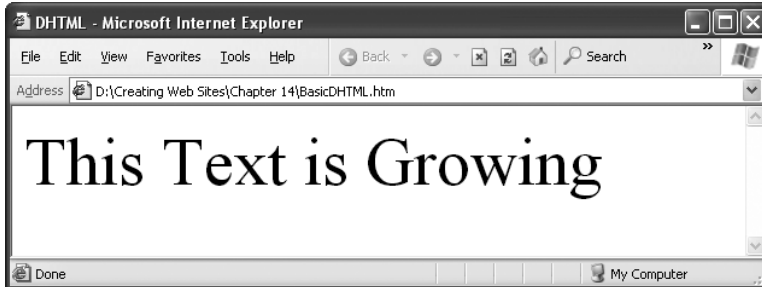 DHTML - Microsoft Internet Explorer
File Edit View Favorites Tools Help Back Search »
Address D:\Creating Web Sites\Chapter 14\BasicDHTML.htm
This Text is Growing
Done My Computer